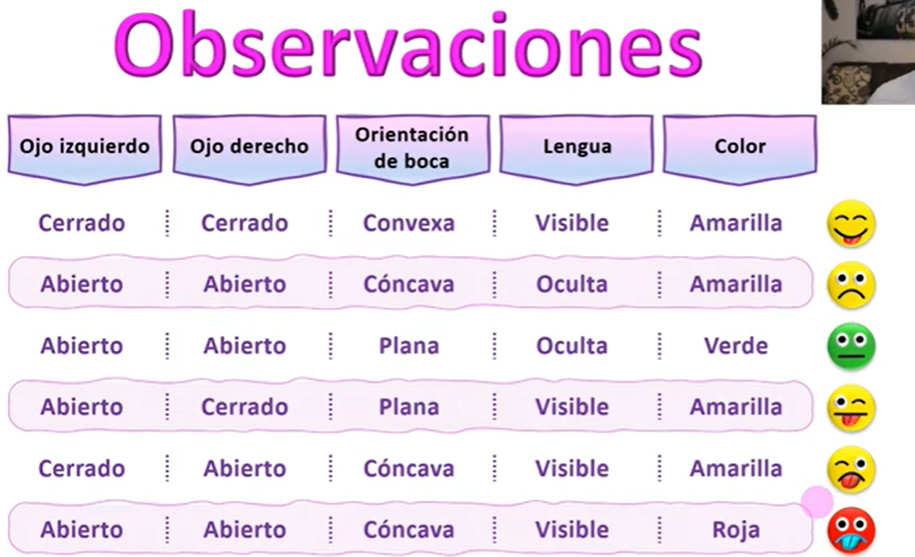 Observaciones
Ojo izquierdo Ojo derecho Orientación de boca Lengua Color
Cerrado Cerrado Convexa Visible Amarilla
Abierto Abierto Cóncava Oculta Amarilla
Abierto Abierto Plana Oculta Verde
Abierto Cerrado Plana Visible Amarilla
Cerrado Abierto Cóncava Visible Amarilla
Abierto Abierto Cóncava Visible Roja